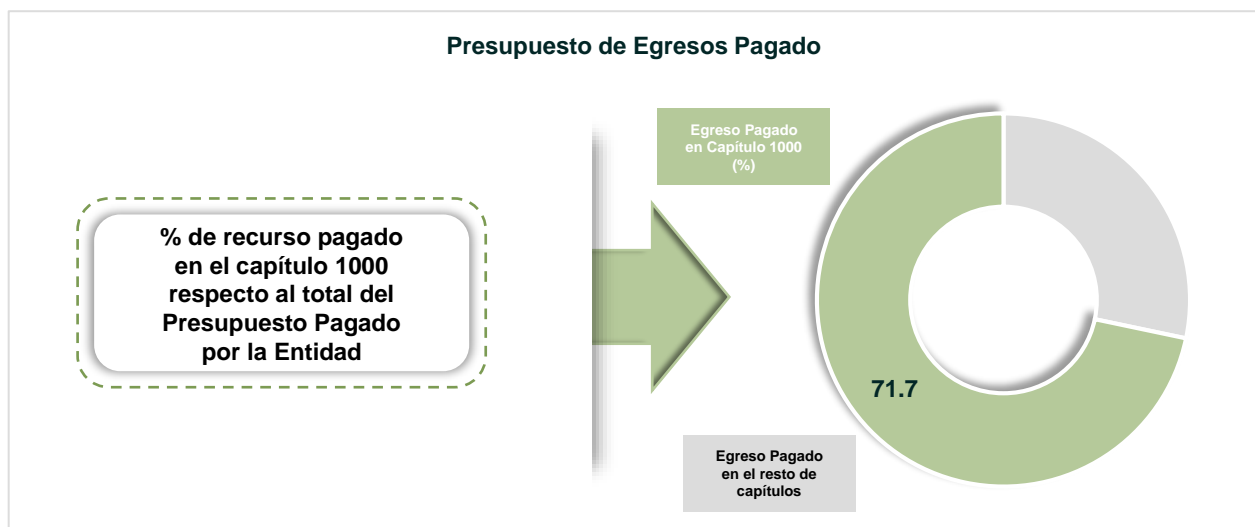 Presupuesto de Egresos Pagado
Egreso Pagado
en Capítulo 1000
(%)
% de recurso pagado
en el capítulo 1000
respecto al total del
Presupuesto Pagado
por la Entidad
71.7
Egreso Pagado
en el resto de
capítulos